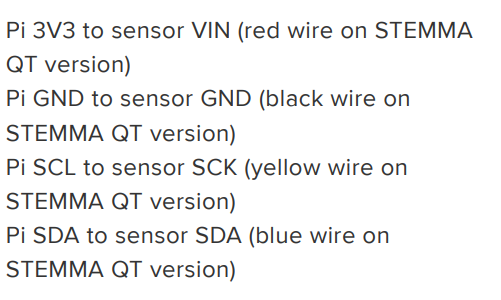 Pi 3V3 to sensor VIN (red wire on STEMMA
QT version)
Pi GND to sensor GND (black wire on
STEMMA QT version)
Pi SCL to sensor SCK (yellow wire on
STEMMA QT version)
Pi SDA to sensor SDA (blue wire on
STEMMA QT version)